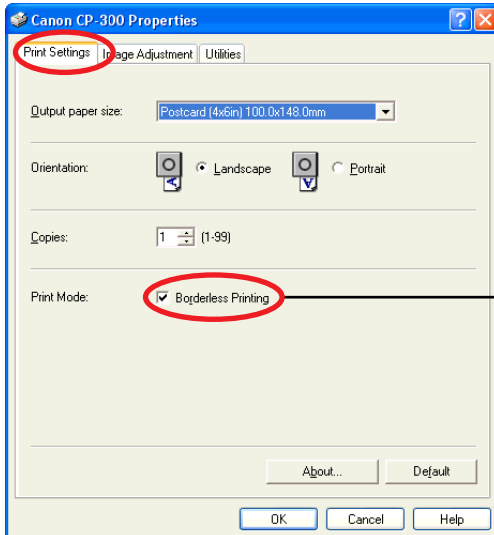 Canon CP-300 Properties
Print Settings Image Adjustment Utilities
Output paper size: Postcard (4x6in) 100.0x148.0mm
Orientation: A Landscape A Portrait
Copies: 1 (1-99)
Print Mode: Borderless Printing
About... Default
OK Cancel Help